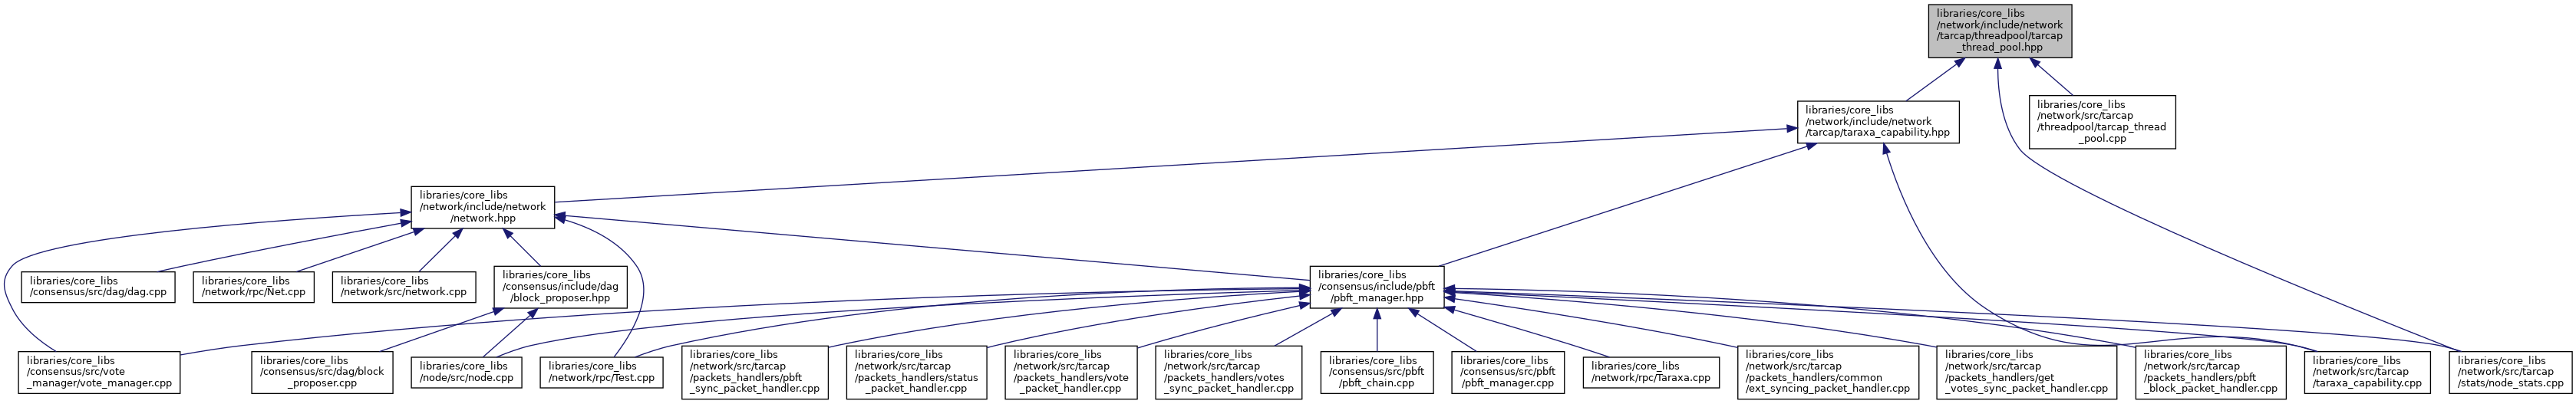 libraries/core_libs
/network/include/network
/tarcap/threadpool/tarcap
_thread_pool.hpp
libraries/core_libs
/network/include/network
/tarcap/taraxa_capability.hpp
libraries/core_libs
/network/src/tarcap
/threadpool/tarcap_thread
_pool.cpp
libraries/core_libs
/network/include/network
/network.hpp
libraries/core_libs
/consensus/src/dag/dag.cpp
libraries/core_libs
/network/rpc/Net.cpp
libraries/core_libs
/network/src/network.cpp
libraries/core_libs
/consensus/include/dag
/block_proposer.hpp
libraries/core_libs
/consensus/include/pbft
/pbft_manager.hpp
libraries/core_libs
/consensus/src/vote
_manager/vote_manager.cpp
libraries/core_libs
/consensus/src/dag/block
_proposer.cpp
libraries/core_libs
/node/src/node.cpp
libraries/core_libs
/network/rpc/Test.cpp
libraries/core_libs
/network/src/tarcap
/packets_handlers/pbft
_sync_packet_handler.cpp
libraries/core_libs
/network/src/tarcap
/packets_handlers/status
_packet_handler.cpp
libraries/core_libs
/network/src/tarcap
/packets_handlers/vote
_packet_handler.cpp
libraries/core_libs
/network/src/tarcap
/packets_handlers/votes
_sync_packet_handler.cpp
libraries/core_libs
/consensus/src/pbft
/pbft_chain.cpp
libraries/core_libs
/consensus/src/pbft
/pbft_manager.cpp
libraries/core_libs
/network/rpc/Taraxa.cpp
libraries/core_libs
/network/src/tarcap
/packets_handlers/common
/ext_syncing_packet_handler.cpp
libraries/core_libs
/network/src/tarcap
/packets_handlers/get
_votes_sync_packet_handler.cpp
libraries/core_libs
/network/src/tarcap
/packets_handlers/pbft
_block_packet_handler.cpp
libraries/core_libs
/network/src/tarcap
/taraxa_capability.cpp
libraries/core_libs
/network/src/tarcap
/stats/node_stats.cpp